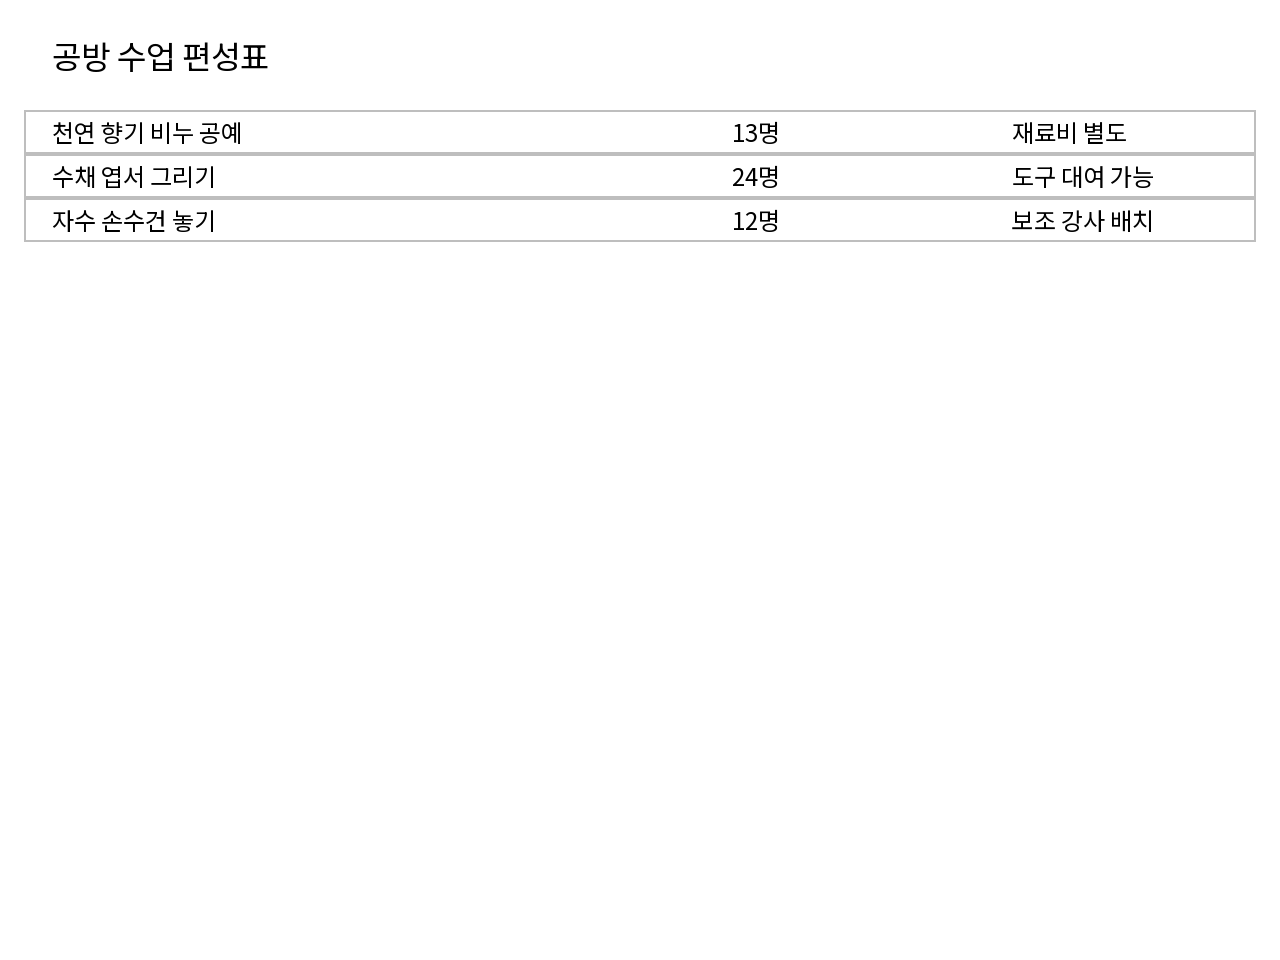 공방 수업 편성표
천연 향기 비누 공예 13명 재료비 별도
수채 엽서 그리기 24명 도구 대여 가능
자수 손수건 놓기 12명 보조 강사 배치